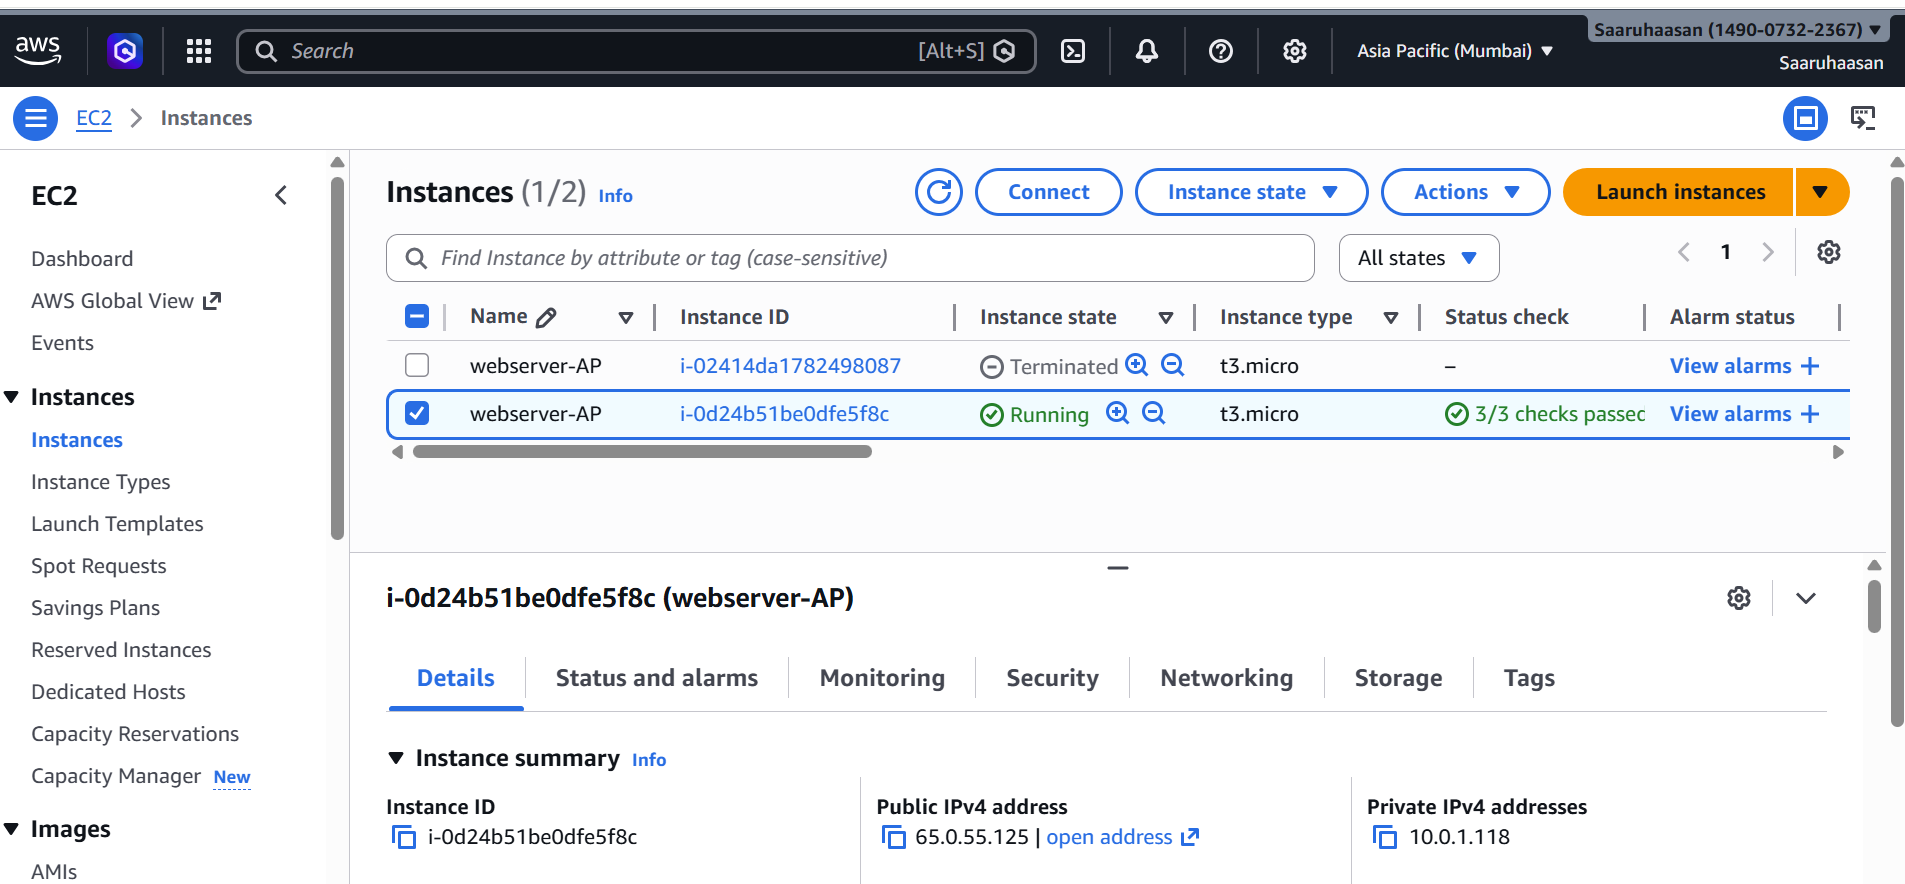 aws
Search [Alt+S]
Asia Pacific (Mumbai)
Saaruhaasan (1490-0732-2367)
Saaruhaasan
EC2 Instances
EC2
Dashboard
AWS Global View
Events
Instances
Instances
Instance Types
Launch Templates
Spot Requests
Savings Plans
Reserved Instances
Dedicated Hosts
Capacity Reservations
Capacity Manager New
Images
AMIs
Instances (1/2) Info
Connect
Instance state
Actions
Launch instances
Find Instance by attribute or tag (case-sensitive)
All states
1
Name Instance ID Instance state Instance type Status check Alarm status
webserver-AP i-02414da1782498087 Terminated t3.micro – View alarms +
webserver-AP i-0d24b51be0dfe5f8c Running t3.micro 3/3 checks passed View alarms +
i-0d24b51be0dfe5f8c (webserver-AP)
Details Status and alarms Monitoring Security Networking Storage Tags
Instance summary Info
Instance ID
i-0d24b51be0dfe5f8c
Public IPv4 address
65.0.55.125 | open address
Private IPv4 addresses
10.0.1.118